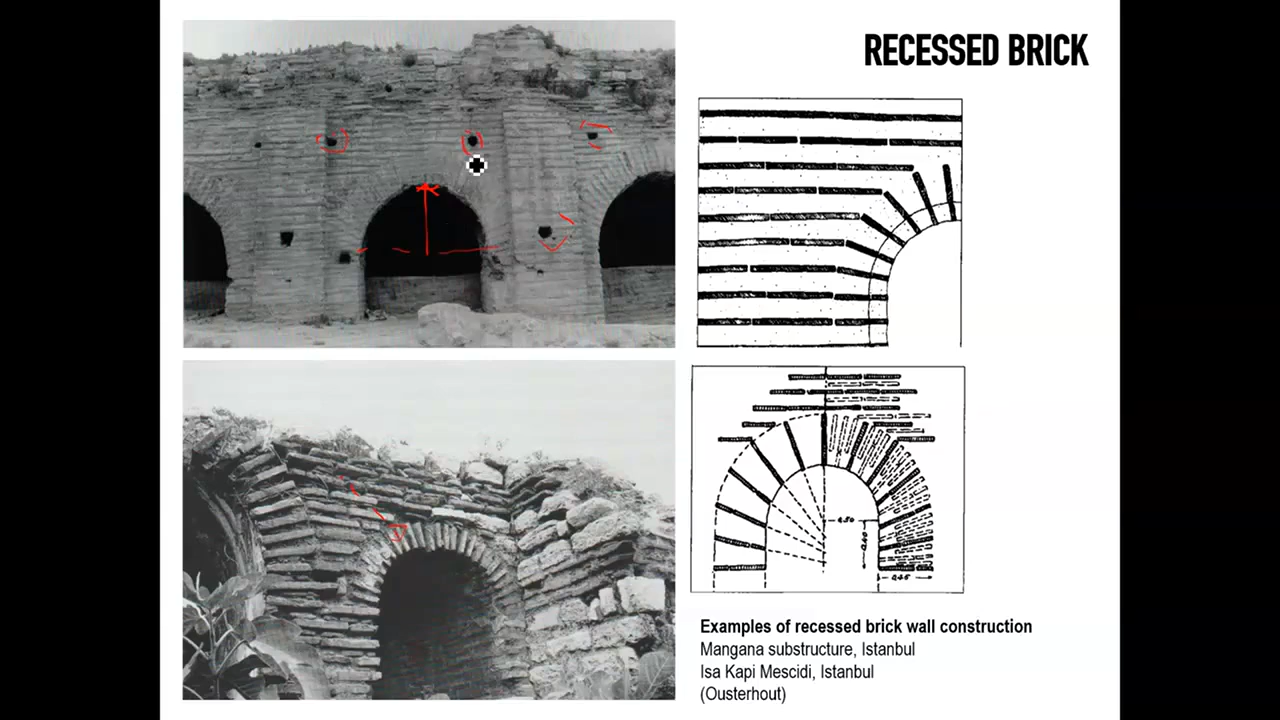 RECESSED BRICK
Examples of recessed brick wall construction
Mangana substructure, Istanbul
Isa Kapi Mescidi, Istanbul
(Ousterhout)